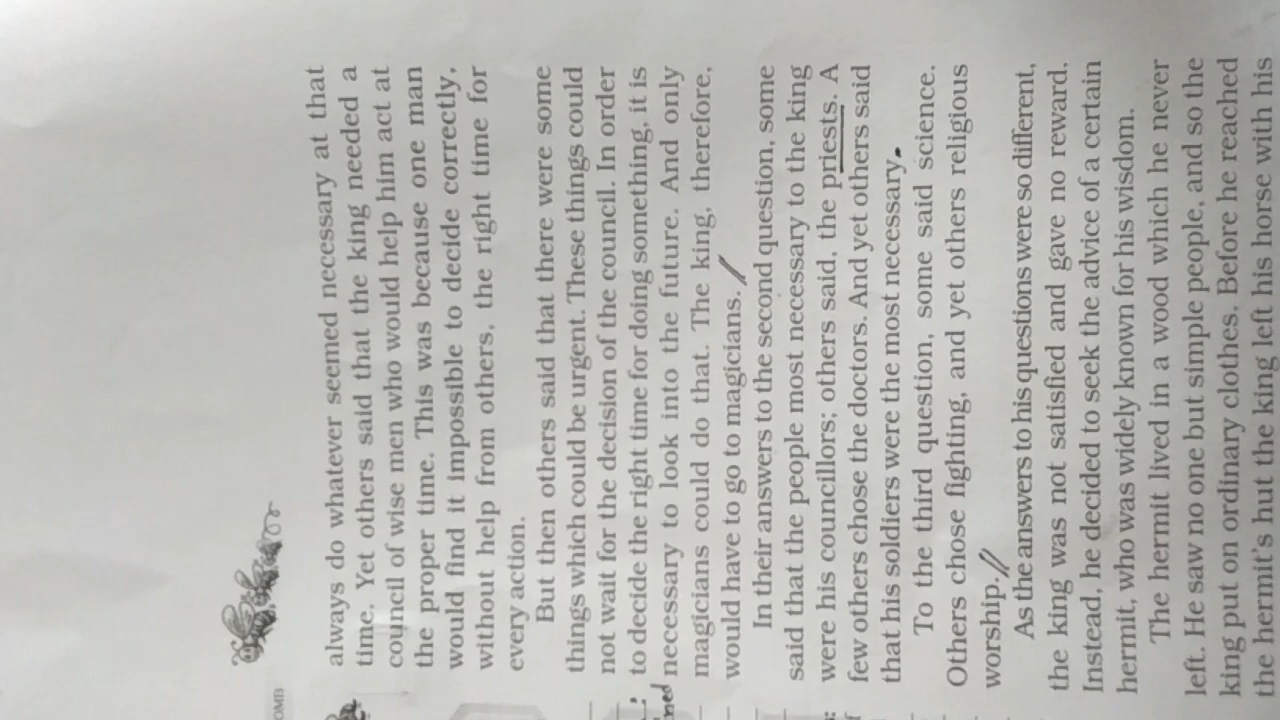 always do whatever seemed necessary at that
time. Yet others said that the king needed a
council of wise men who would help him act at
the proper time. This was because one man
would find it impossible to decide correctly,
without help from others, the right time for
every action.
But then others said that there were some
things which could be urgent. These things could
not wait for the decision of the council. In order
to decide the right time for doing something, it is
necessary to look into the future. And only
magicians could do that. The king, therefore,
would have to go to magicians.
In their answers to the second question, some
said that the people most necessary to the king
were his councillors; others said, the priests. A
few others chose the doctors. And yet others said
that his soldiers were the most necessary.
To the third question, some said science.
Others chose fighting, and yet others religious
worship.
As the answers to his questions were so different,
the king was not satisfied and gave no reward.
Instead, he decided to seek the advice of a certain
hermit, who was widely known for his wisdom.
The hermit lived in a wood which he never
left. He saw no one but simple people, and so the
king put on ordinary clothes. Before he reached
the hermit's hut the king left his horse with his